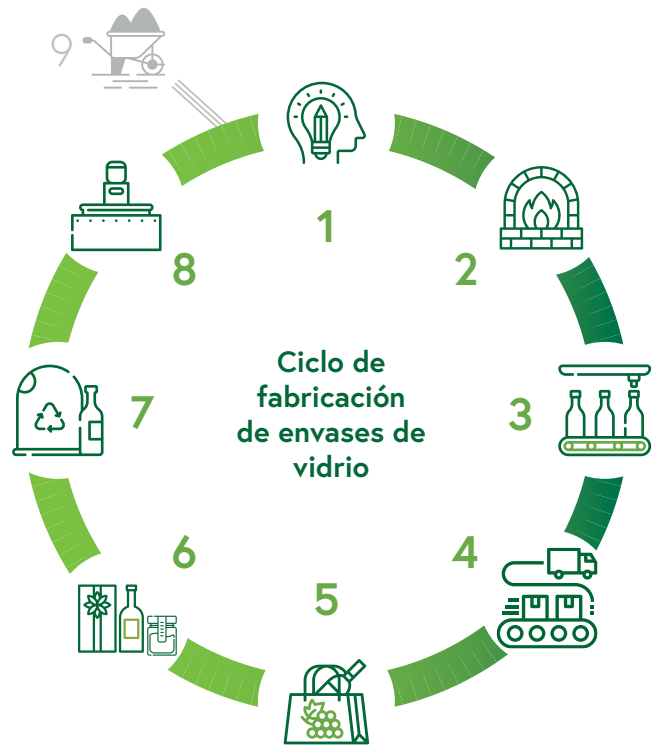 9
1
2
3
4
5
6
7
8
Ciclo de
fabricación
de envases de
vidrio